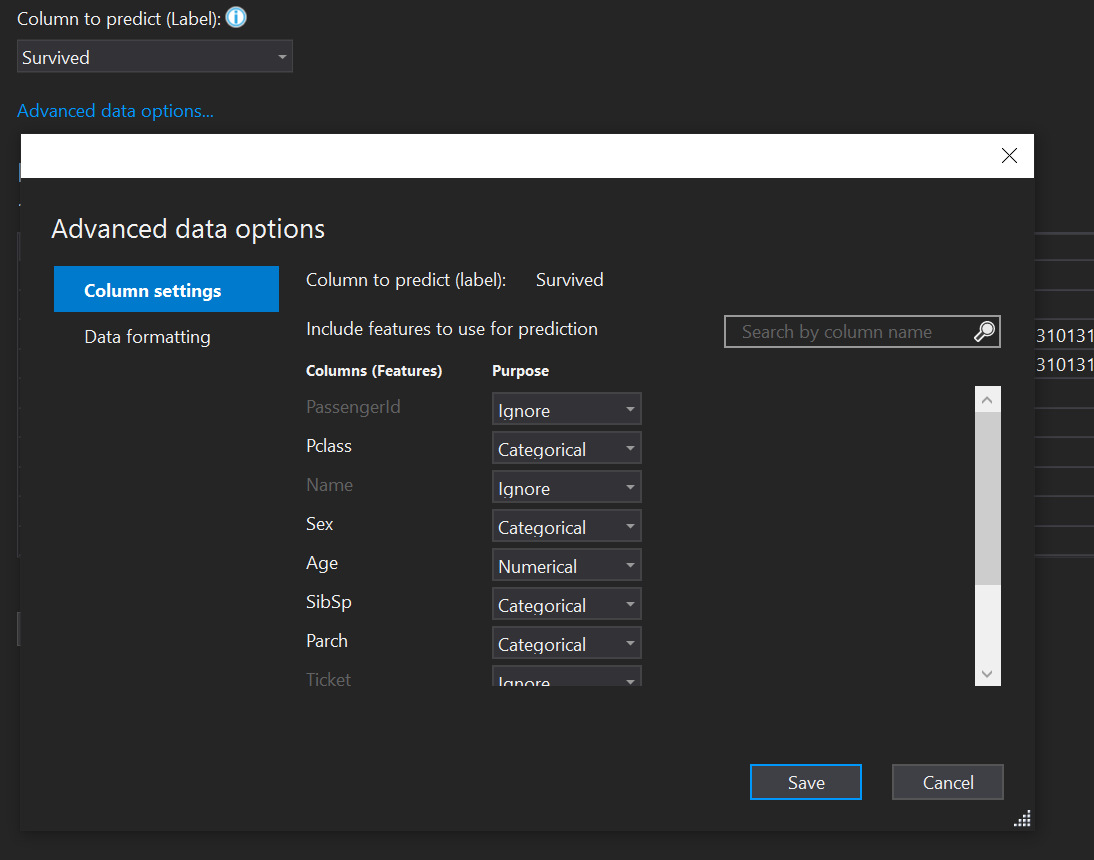 Column to predict (Label):
Survived
Advanced data options...
Advanced data options
Column settings
Data formatting
Column to predict (label): Survived
Include features to use for prediction
Search by column name
Columns (Features) Purpose
PassengerId Ignore
Pclass Categorical
Name Ignore
Sex Categorical
Age Numerical
SibSp Categorical
Parch Categorical
Ticket Ignore
310131
310131
Save Cancel